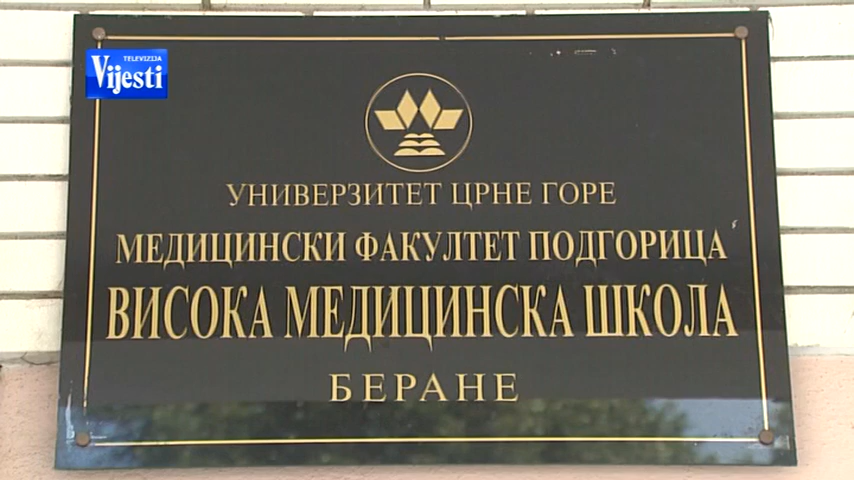 TELEVIZIJA
Vijesti
УНИВЕРЗИТЕТ ЦРНЕ ГОРЕ
МЕДИЦИНСКИ ФАКУЛТЕТ ПОДГОРИЦА
ВИСОКА МЕДИЦИНСКА ШКОЛА
БЕРАНЕ